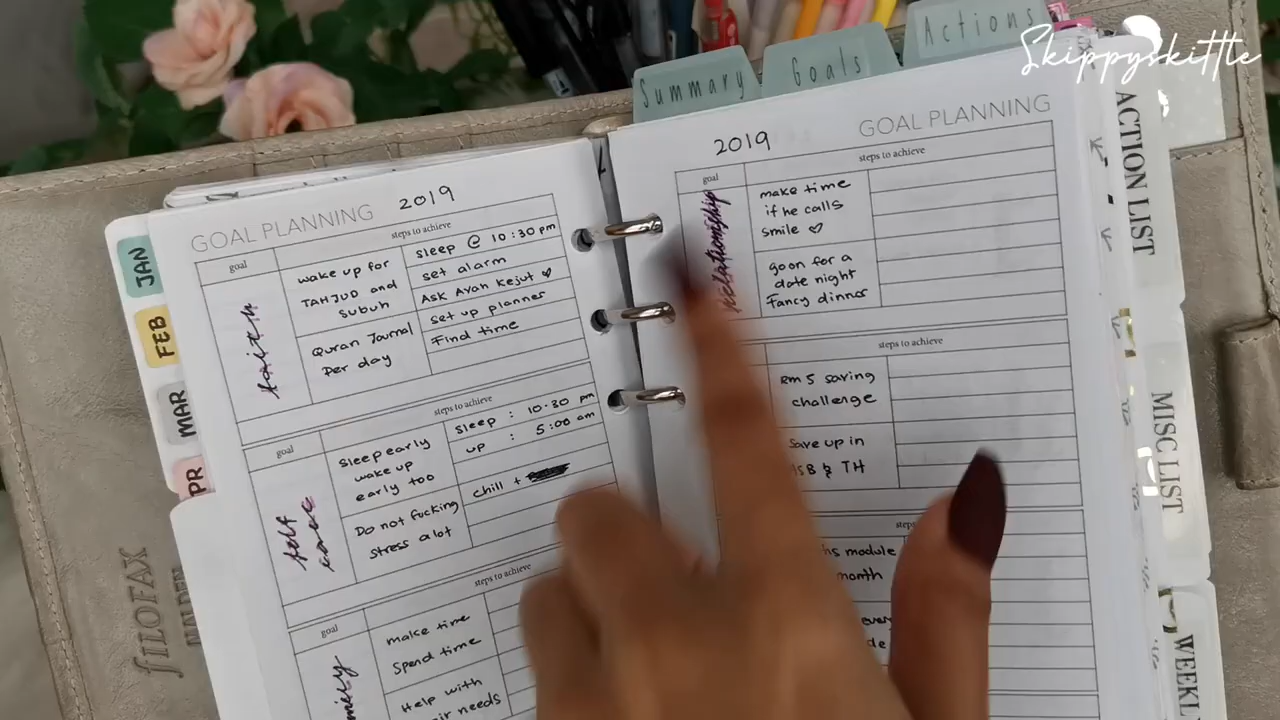 Skippyskittle
Summary
Goals
Actions
JAN
FEB
MAR
PR
FILOFAX
ACTION LIST
MISC LIST
WEEKL
GOAL PLANNING
2019
goal
steps to achieve
faith
wake up for
TAHJUD and
Subuh
sleep @ 10:30 pm
set alarm
Ask Ayah Kejut
Quran Journal
Per day
set up planner
Find time
goal
steps to achieve
self
care
Sleep early
wake up
early too
sleep : 10:30 pm
up : 5:00 am
Do not fucking
stress a lot
chill +
goal
steps to achieve
make time
Spend time
Help with
needs
2019
GOAL PLANNING
goal
steps to achieve
relationship
make time
if he calls
smile
goon for a
date night
Fancy dinner
steps to achieve
RM 5 saving
challenge
Save up in
& TH
steps
module
month